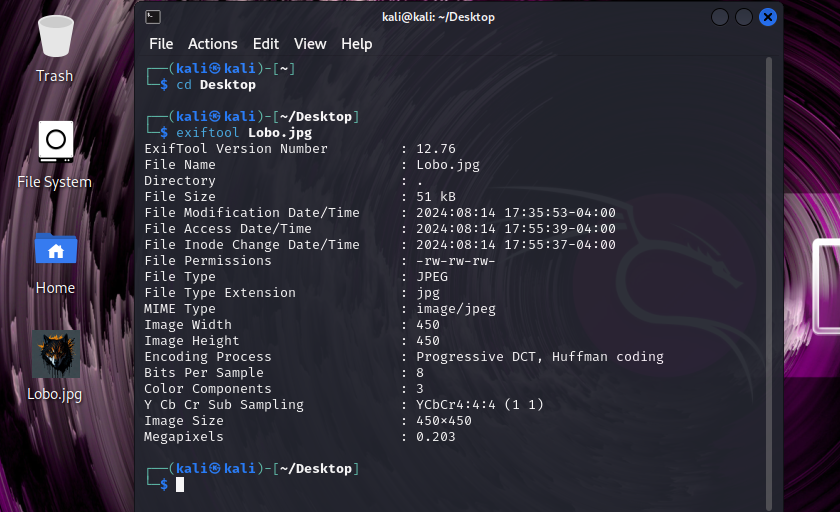 kali@kali: ~/Desktop
File Actions Edit View Help
Trash
File System
Home
Lobo.jpg
┌──(kali㉿kali)-[~]
└─$ cd Desktop
┌──(kali㉿kali)-[~/Desktop]
└─$ exiftool Lobo.jpg
ExifTool Version Number : 12.76
File Name : Lobo.jpg
Directory : .
File Size : 51 kB
File Modification Date/Time : 2024:08:14 17:35:53-04:00
File Access Date/Time : 2024:08:14 17:55:39-04:00
File Inode Change Date/Time : 2024:08:14 17:55:37-04:00
File Permissions : -rw-rw-rw-
File Type : JPEG
File Type Extension : jpg
MIME Type : image/jpeg
Image Width : 450
Image Height : 450
Encoding Process : Progressive DCT, Huffman coding
Bits Per Sample : 8
Color Components : 3
Y Cb Cr Sub Sampling : YCbCr4:4:4 (1 1)
Image Size : 450×450
Megapixels : 0.203
┌──(kali㉿kali)-[~/Desktop]
└─$